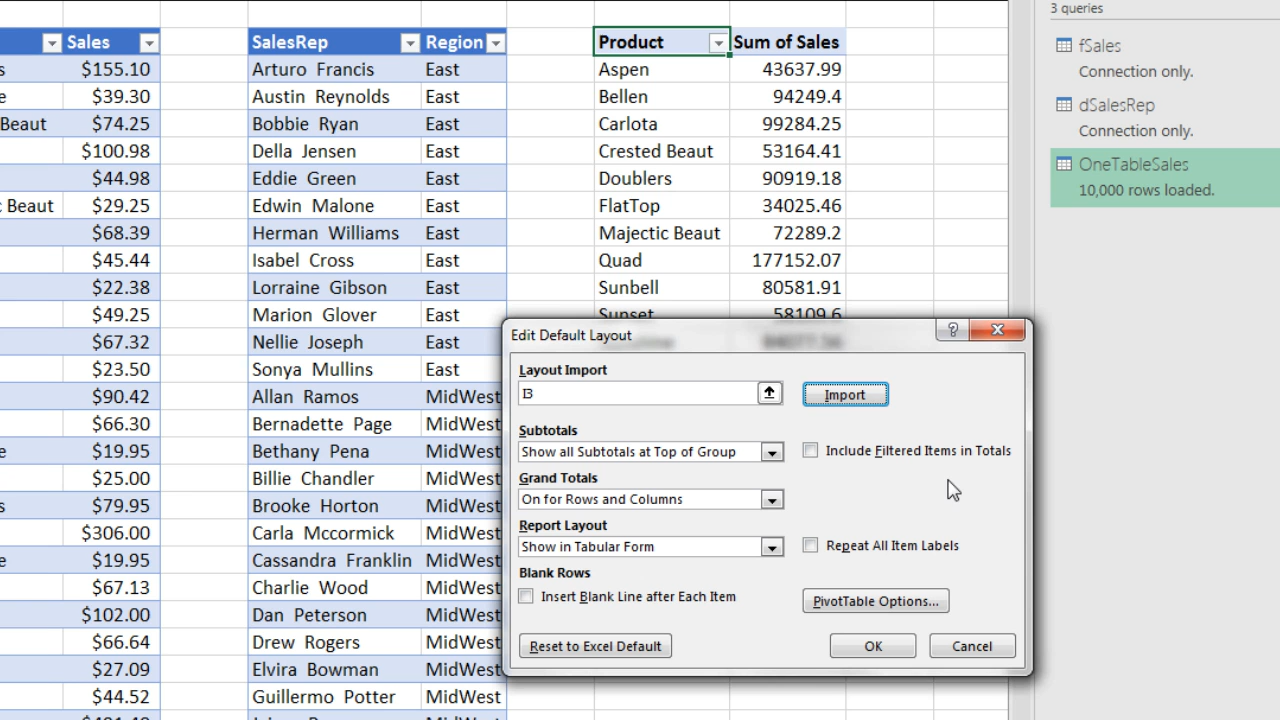 3 queries
Sales SalesRep Region Product Sum of Sales
s $155.10 Arturo Francis East Aspen 43637.99
e $39.30 Austin Reynolds East Bellen 94249.4
Beaut $74.25 Bobbie Ryan East Carlota 99284.25
$100.98 Della Jensen East Crested Beaut 53164.41
$44.98 Eddie Green East Doublers 90919.18
c Beaut $29.25 Edwin Malone East FlatTop 34025.46
$68.39 Herman Williams East Majectic Beaut 72289.2
$45.44 Isabel Cross East Quad 177152.07
$22.38 Lorraine Gibson East Sunbell 80581.91
$49.25 Marion Glover East Sunset 58109.6
$67.32 Nellie Joseph East
$23.50 Sonya Mullins East
$90.42 Allan Ramos MidWest
$66.30 Bernadette Page MidWest
e $19.95 Bethany Pena MidWest
$25.00 Billie Chandler MidWest
s $79.95 Brooke Horton MidWest
$306.00 Carla Mccormick MidWest
e $19.95 Cassandra Franklin MidWest
$67.13 Charlie Wood MidWest
$102.00 Dan Peterson MidWest
$66.64 Drew Rogers MidWest
$27.09 Elvira Bowman MidWest
$44.52 Guillermo Potter MidWest
fSales
Connection only.
dSalesRep
Connection only.
OneTableSales
10,000 rows loaded.
Edit Default Layout
Layout Import
I3 Import
Subtotals
Show all Subtotals at Top of Group Include Filtered Items in Totals
Grand Totals
On for Rows and Columns
Report Layout
Show in Tabular Form Repeat All Item Labels
Blank Rows
Insert Blank Line after Each Item PivotTable Options...
Reset to Excel Default OK Cancel